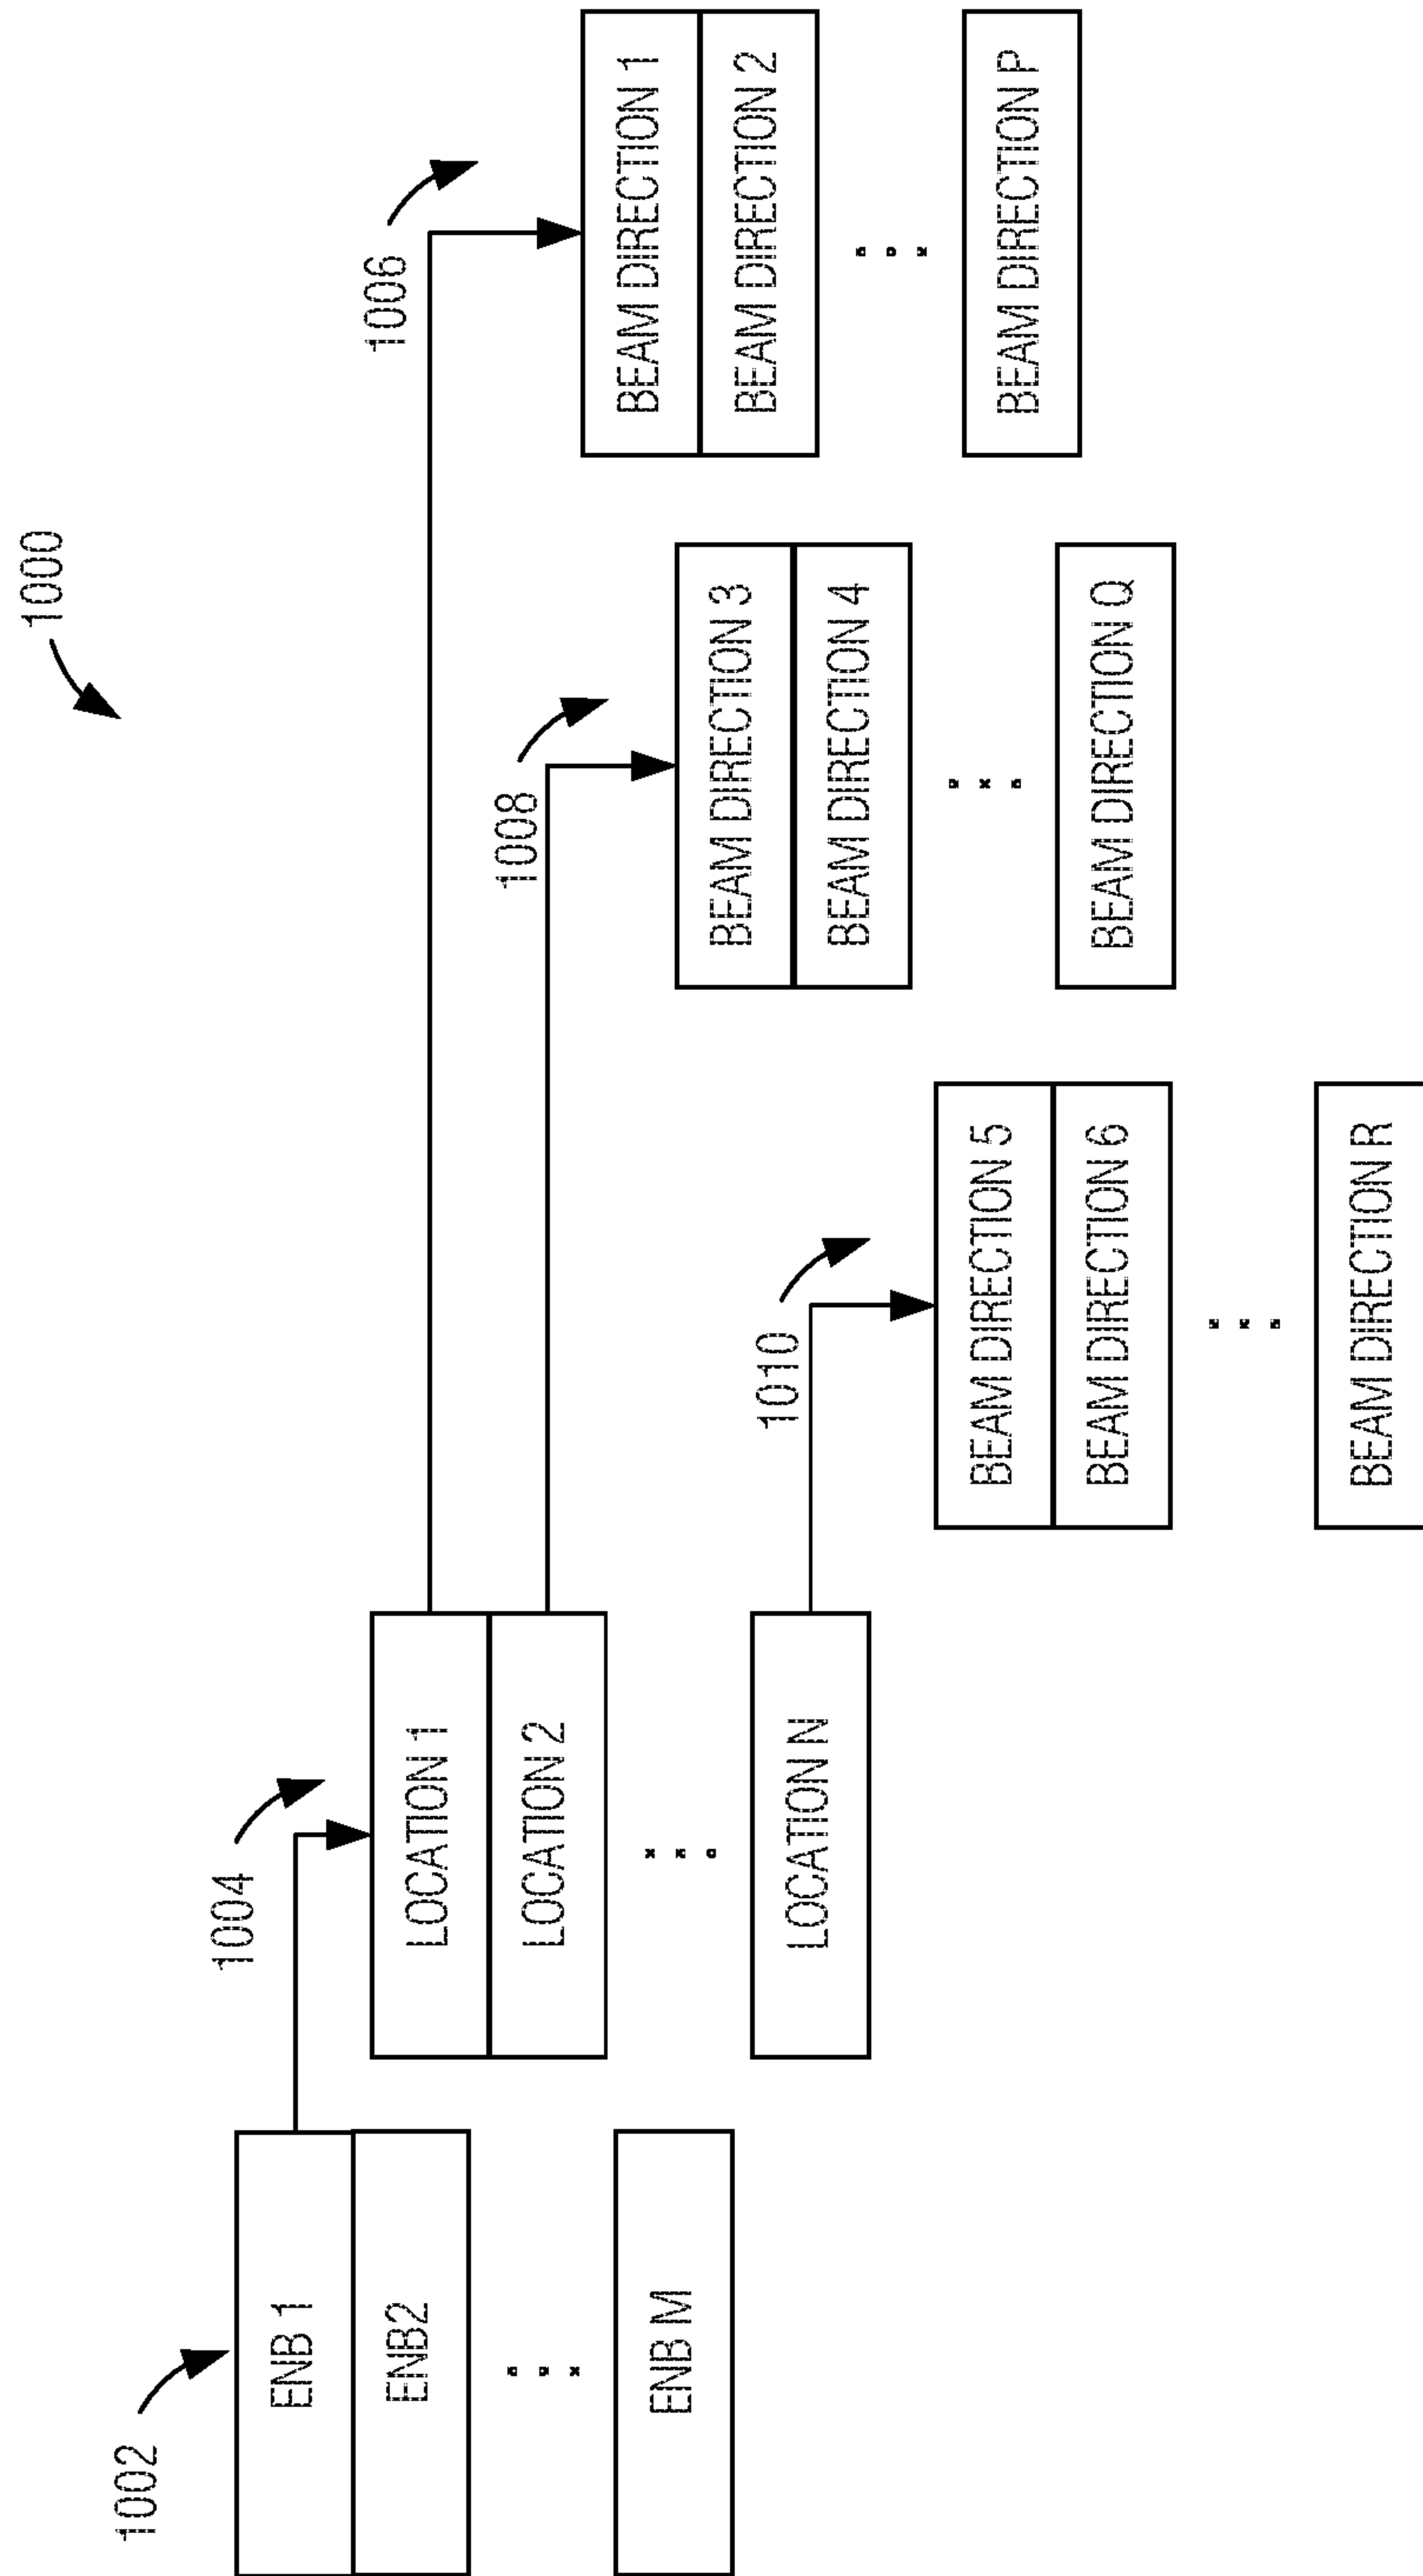 1000
1002
ENB 1
ENB2
...
ENB M
1004
LOCATION 1
LOCATION 2
...
LOCATION N
1006
BEAM DIRECTION 1
BEAM DIRECTION 2
...
BEAM DIRECTION P
1008
BEAM DIRECTION 3
BEAM DIRECTION 4
...
BEAM DIRECTION Q
1010
BEAM DIRECTION 5
BEAM DIRECTION 6
...
BEAM DIRECTION R